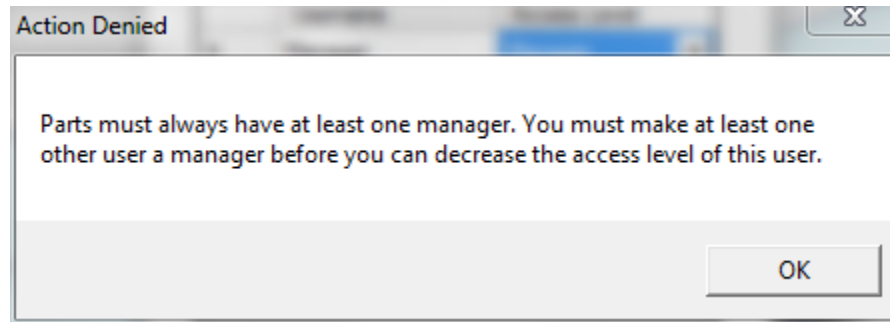 Action Denied
Parts must always have at least one manager. You must make at least one
other user a manager before you can decrease the access level of this user.
OK